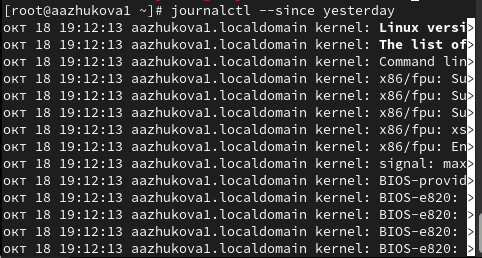 [root@aazhukova1 ~]# journalctl --since yesterday
окт 18 19:12:13 aazhukova1.localdomain kernel: Linux versi>
окт 18 19:12:13 aazhukova1.localdomain kernel: The list of>
окт 18 19:12:13 aazhukova1.localdomain kernel: Command lin>
окт 18 19:12:13 aazhukova1.localdomain kernel: x86/fpu: Su>
окт 18 19:12:13 aazhukova1.localdomain kernel: x86/fpu: Su>
окт 18 19:12:13 aazhukova1.localdomain kernel: x86/fpu: Su>
окт 18 19:12:13 aazhukova1.localdomain kernel: x86/fpu: xs>
окт 18 19:12:13 aazhukova1.localdomain kernel: x86/fpu: En>
окт 18 19:12:13 aazhukova1.localdomain kernel: signal: max>
окт 18 19:12:13 aazhukova1.localdomain kernel: BIOS-provid>
окт 18 19:12:13 aazhukova1.localdomain kernel: BIOS-e820: >
окт 18 19:12:13 aazhukova1.localdomain kernel: BIOS-e820: >
окт 18 19:12:13 aazhukova1.localdomain kernel: BIOS-e820: >
окт 18 19:12:13 aazhukova1.localdomain kernel: BIOS-e820: >